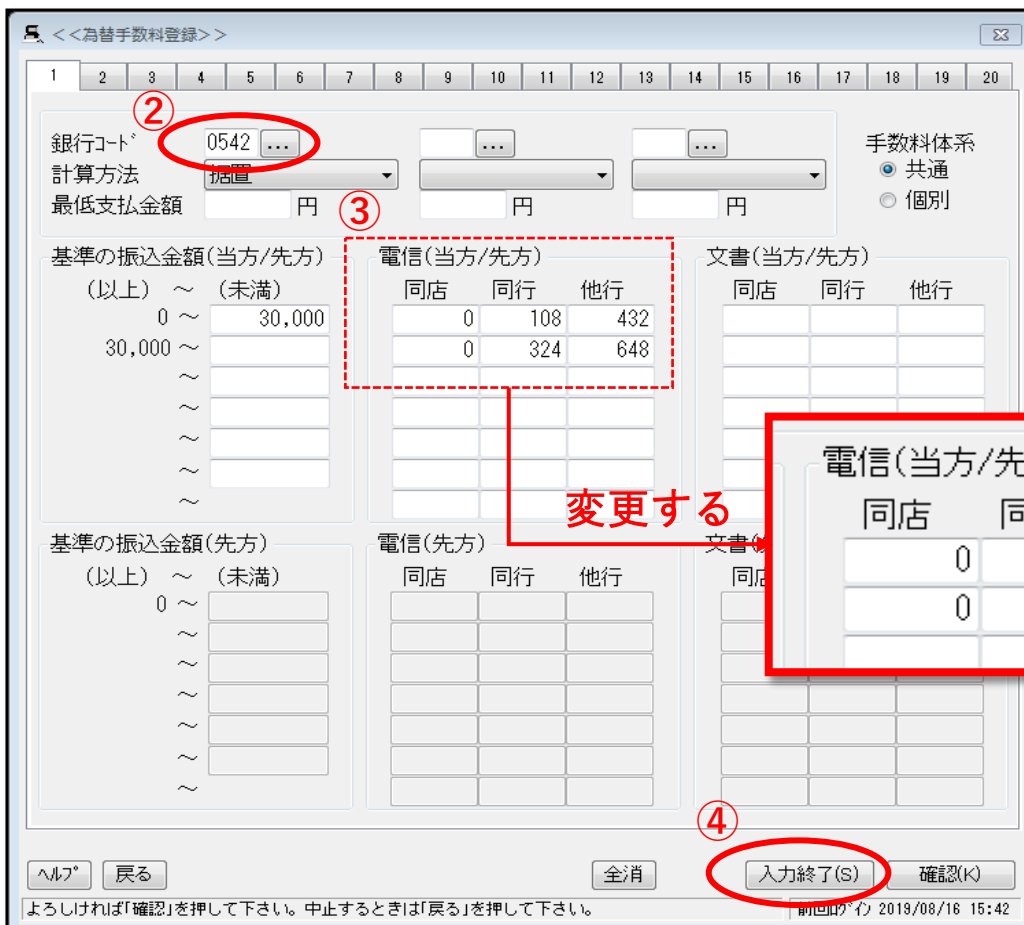 <<為替手数料登録>>
1 2 3 4 5 6 7 8 9 10 11 12 13 14 15 16 17 18 19 20
②
銀行ｺｰﾄﾞ 0542 ... ... ... 手数料体系
計算方法 据置 共通
最低支払金額 円 円 円 個別
③
基準の振込金額(当方/先方) 電信(当方/先方) 文書(当方/先方)
(以上) ～ (未満) 同店 同行 他行 同店 同行 他行
0 ～ 30,000 0 108 432
30,000 ～ 0 324 648
～
～
～
～
～
変更する
電信(当方/先
同店
0
0
基準の振込金額(先方) 電信(先方) 文書(
(以上) ～ (未満) 同店 同行 他行
0 ～
～
～
～
～
～
～
④
ﾍﾙﾌﾟ 戻る 全消 入力終了(S) 確認(K)
よろしければ「確認」を押して下さい。中止するときは「戻る」を押して下さい。 前回ﾛｸﾞｲﾝ 2019/08/16 15:42